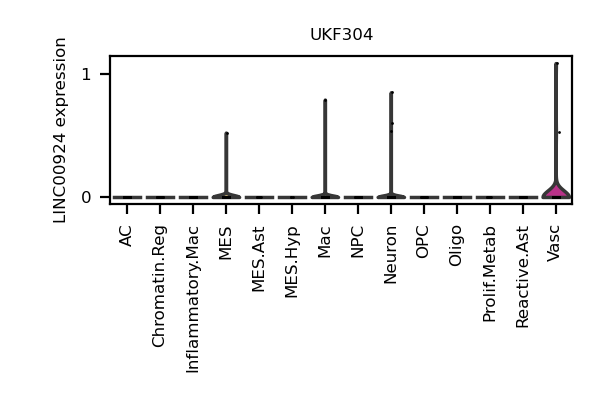 UKF304
LINC00924 expression
1
0
AC
Chromatin.Reg
Inflammatory.Mac
MES
MES.Ast
MES.Hyp
Mac
NPC
Neuron
OPC
Oligo
Prolif.Metab
Reactive.Ast
Vasc